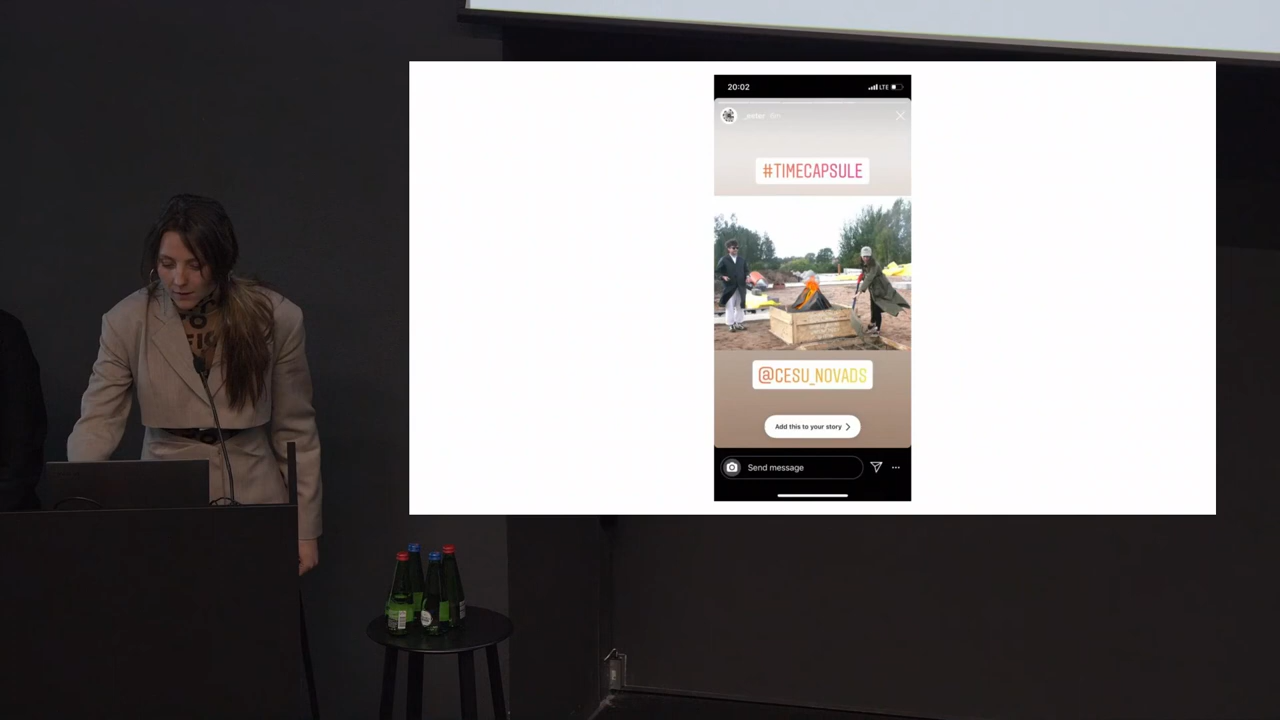 20:02
LTE
#TIMECAPSULE
@CESU_NOVADS
Add this to your story
Send message